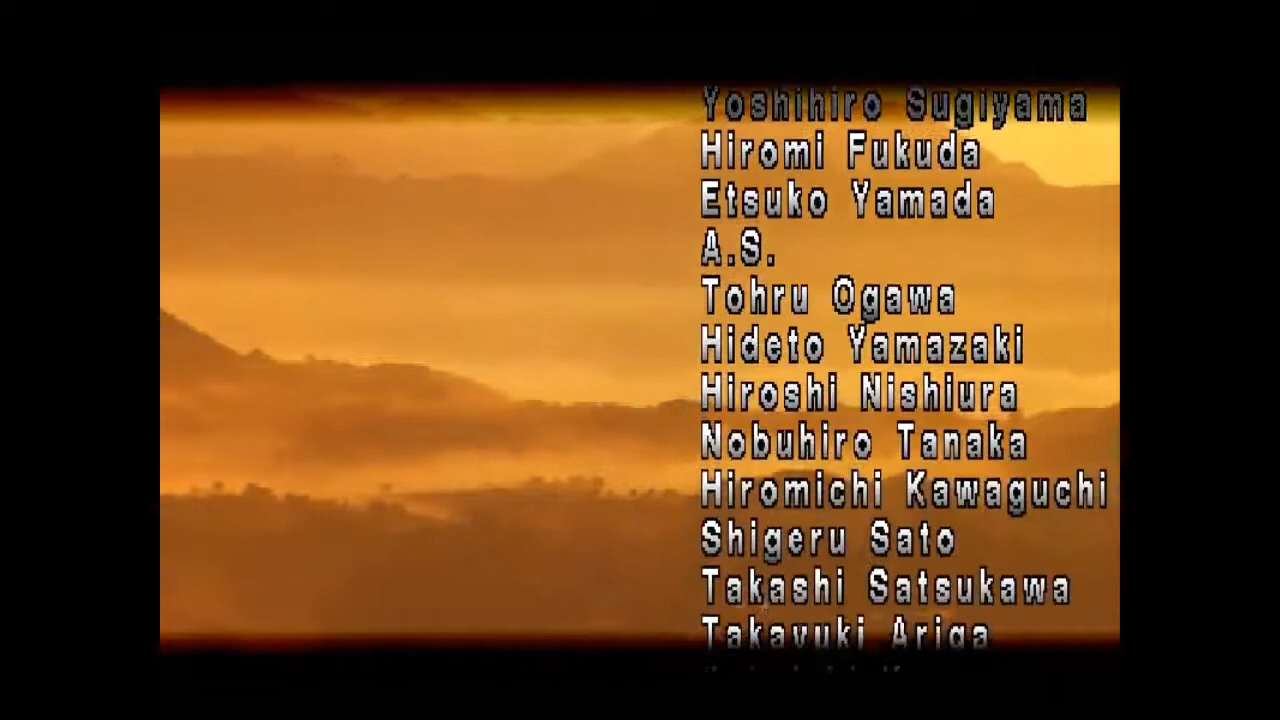 Yoshihiro Sugiyama
Hiromi Fukuda
Etsuko Yamada
A.S.
Tohru Ogawa
Hideto Yamazaki
Hiroshi Nishiura
Nobuhiro Tanaka
Hiromichi Kawaguchi
Shigeru Sato
Takashi Satsukawa
Takayuki Ariga